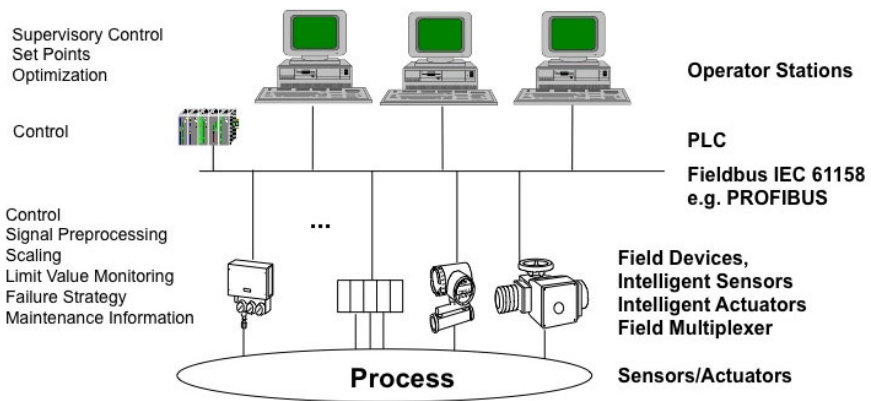 Supervisory Control
Set Points
Optimization
Operator Stations
Control
PLC
Fieldbus IEC 61158
e.g. PROFIBUS
Control
Signal Preprocessing
Scaling
Limit Value Monitoring
Failure Strategy
Maintenance Information
...
Field Devices,
Intelligent Sensors
Intelligent Actuators
Field Multiplexer
Process
Sensors/Actuators